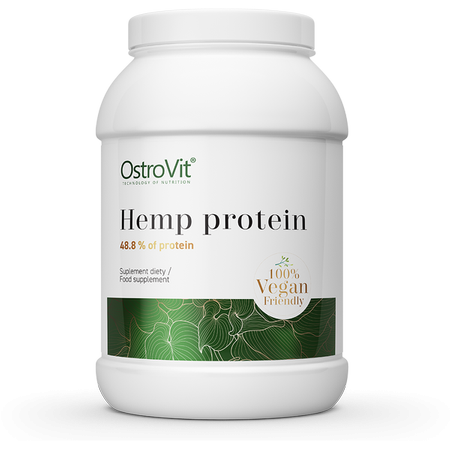 OstroVit®
TECHNOLOGY OF NUTRITION
Hemp protein
48.8 % of protein
Suplement diety /
Food supplement
100%
Vegan
Friendly